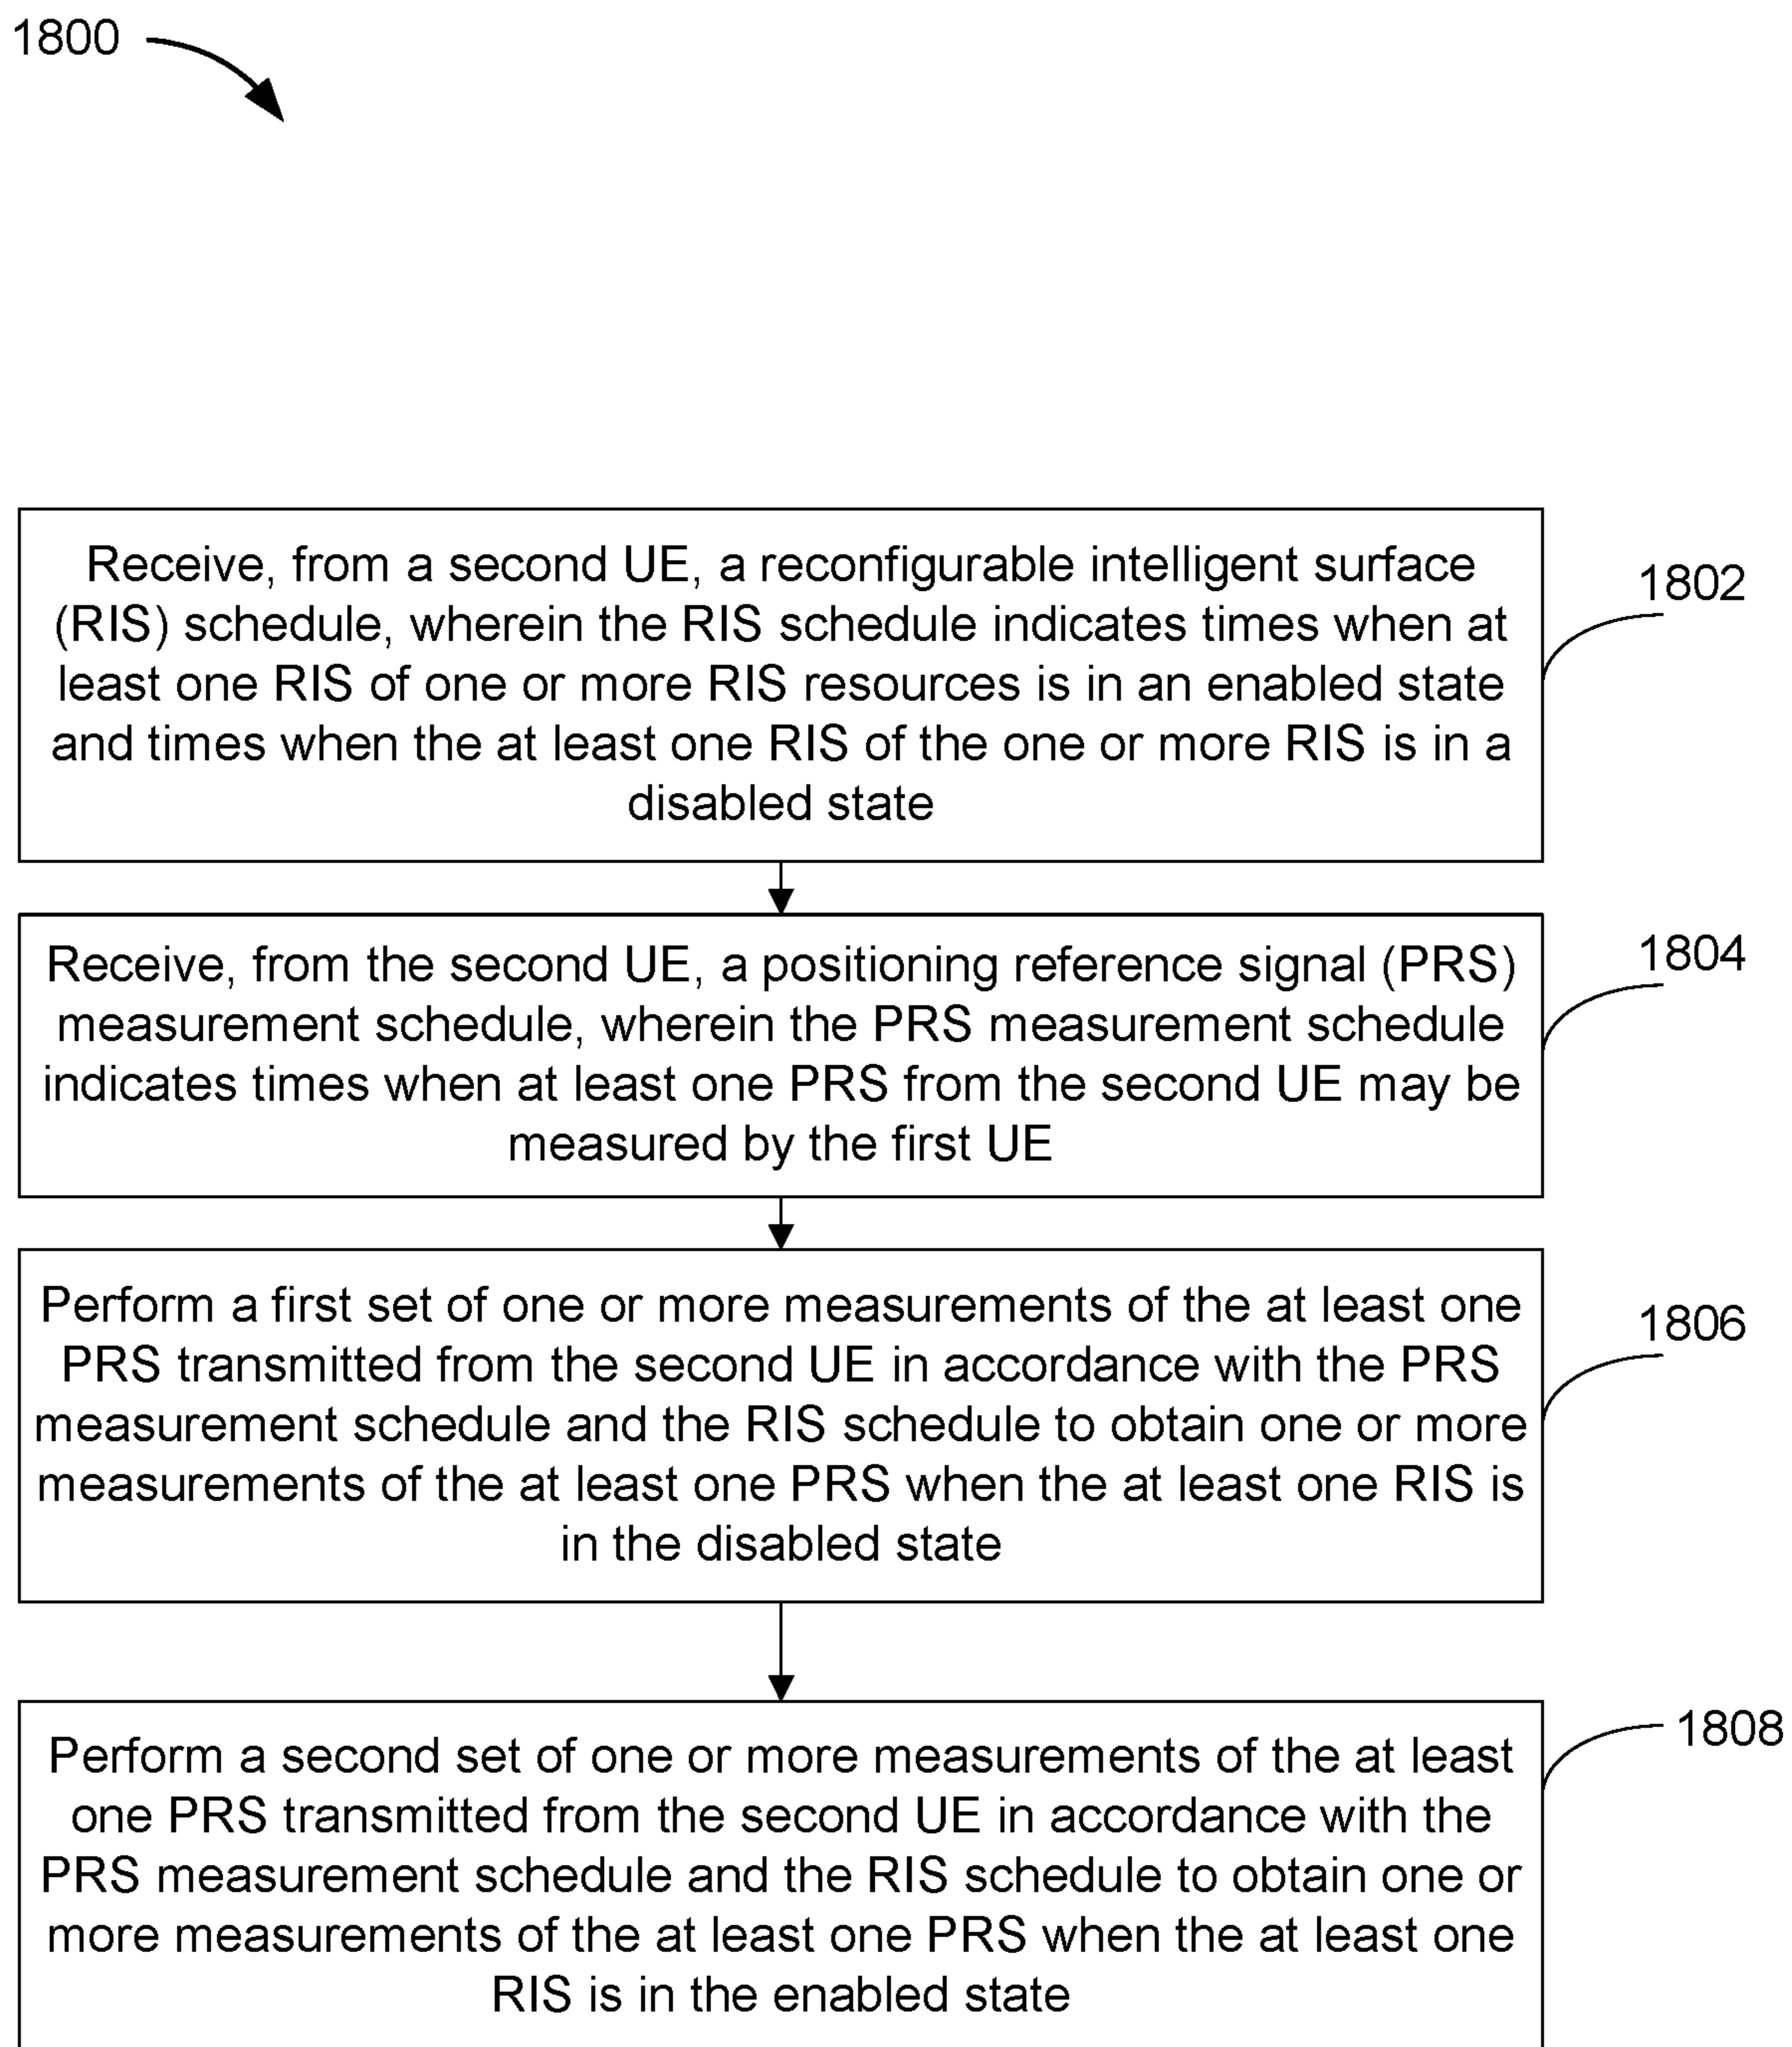 1800
Receive, from a second UE, a reconfigurable intelligent surface
(RIS) schedule, wherein the RIS schedule indicates times when at
least one RIS of one or more RIS resources is in an enabled state
and times when the at least one RIS of the one or more RIS is in a
disabled state
1802
Receive, from the second UE, a positioning reference signal (PRS)
measurement schedule, wherein the PRS measurement schedule
indicates times when at least one PRS from the second UE may be
measured by the first UE
1804
Perform a first set of one or more measurements of the at least one
PRS transmitted from the second UE in accordance with the PRS
measurement schedule and the RIS schedule to obtain one or more
measurements of the at least one PRS when the at least one RIS is
in the disabled state
1806
Perform a second set of one or more measurements of the at least
one PRS transmitted from the second UE in accordance with the
PRS measurement schedule and the RIS schedule to obtain one or
more measurements of the at least one PRS when the at least one
RIS is in the enabled state
1808